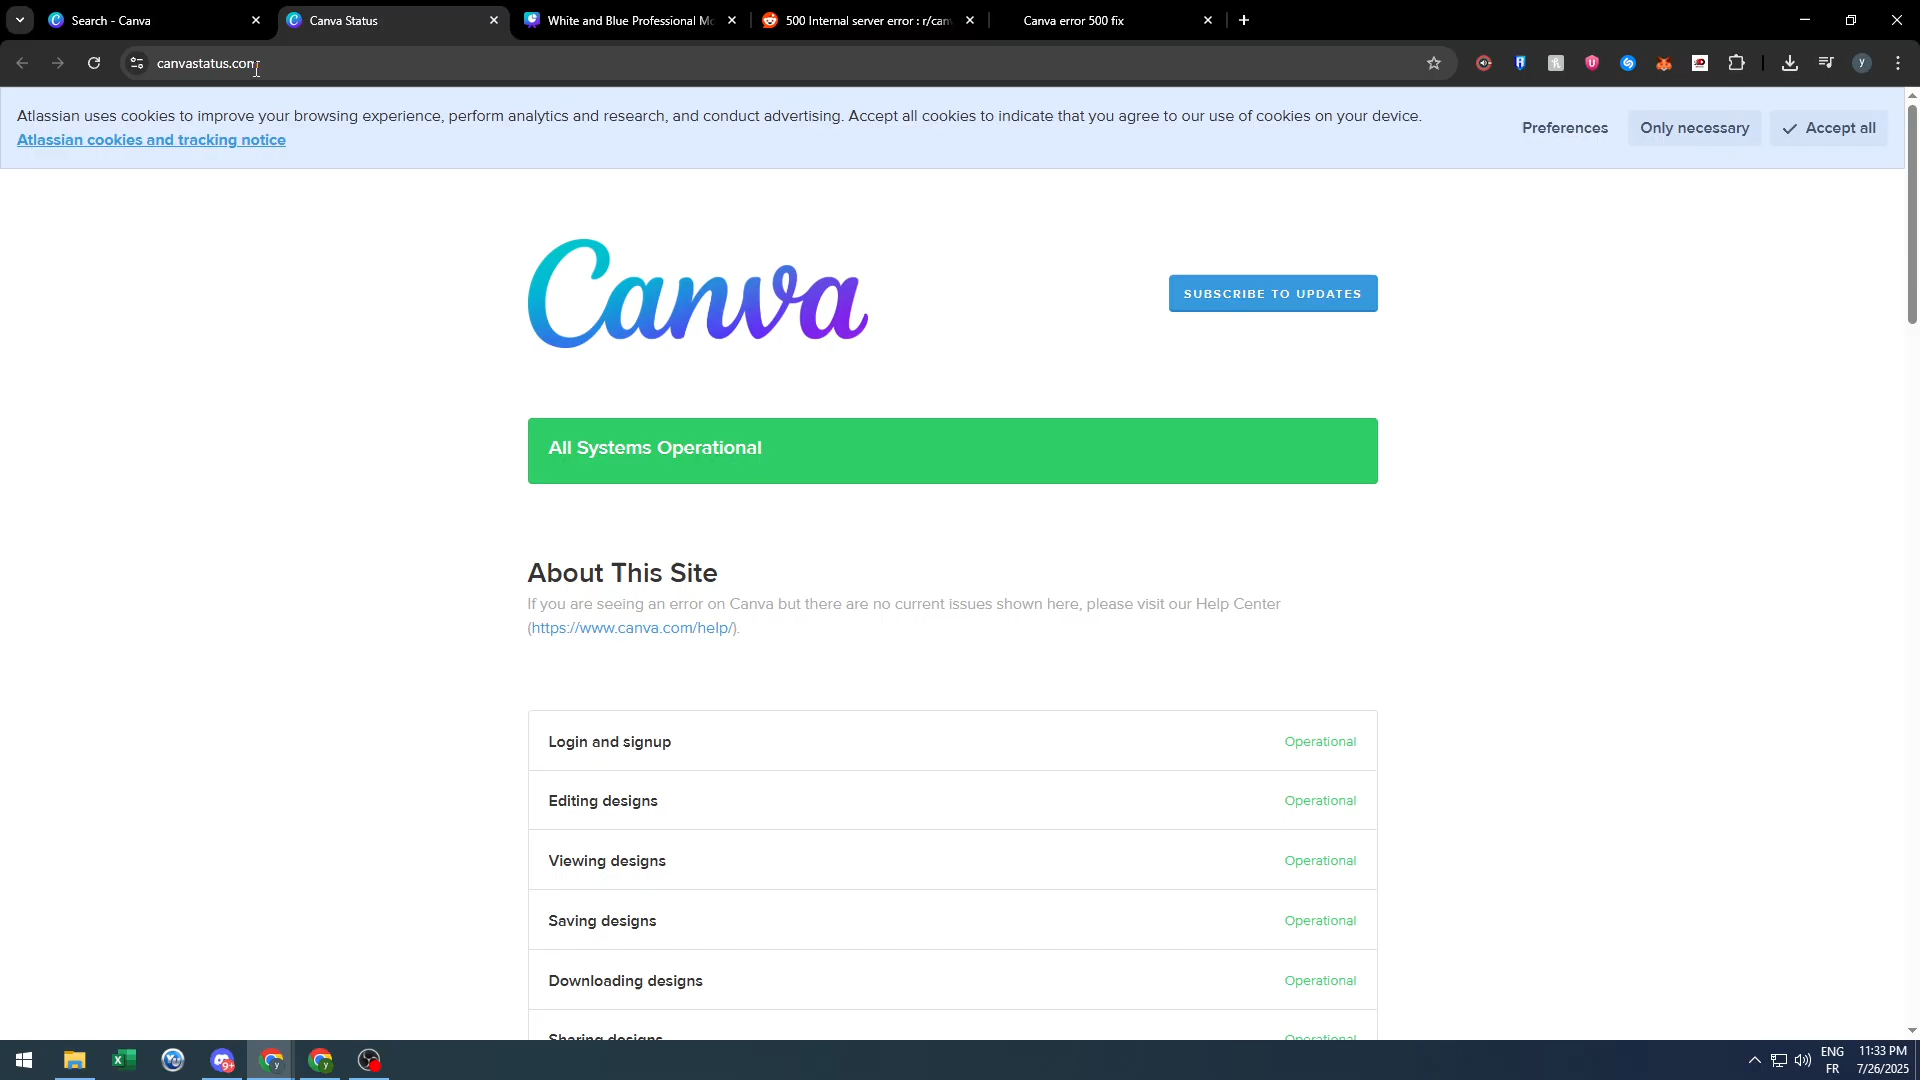 Search - Canva
Canva Status
White and Blue Professional Mo
500 Internal server error : r/can
Canva error 500 fix
canvastatus.com
y
Atlassian uses cookies to improve your browsing experience, perform analytics and research, and conduct advertising. Accept all cookies to indicate that you agree to our use of cookies on your device.
Atlassian cookies and tracking notice
Preferences
Only necessary
Accept all
Canva
SUBSCRIBE TO UPDATES
All Systems Operational
About This Site
If you are seeing an error on Canva but there are no current issues shown here, please visit our Help Center
(https://www.canva.com/help/).
Login and signup
Operational
Editing designs
Operational
Viewing designs
Operational
Saving designs
Operational
Downloading designs
Operational
Sharing designs
Operational
9+
ENG
FR
11:33 PM
7/26/2025